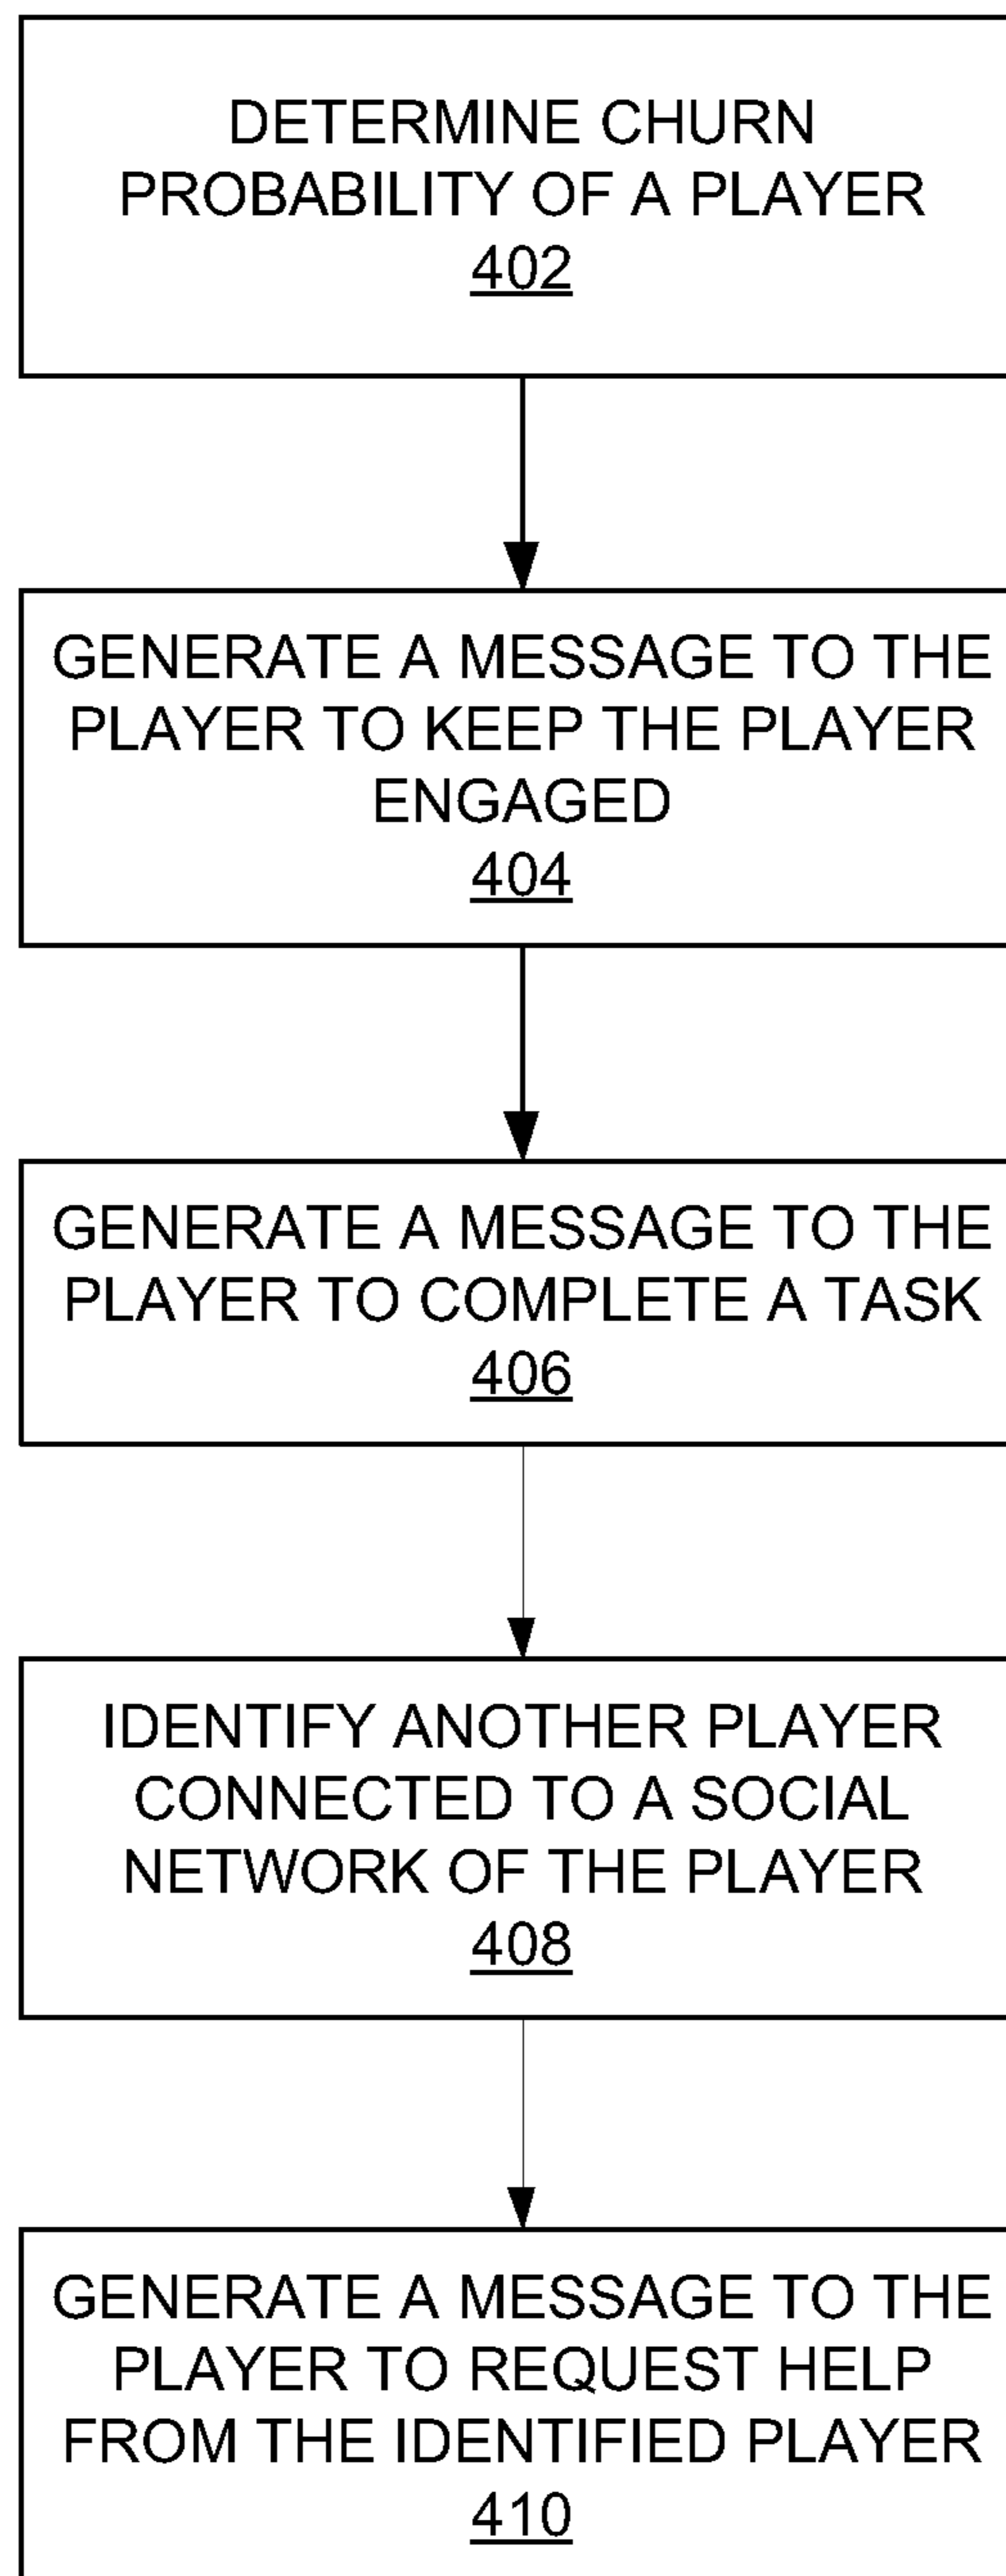 DETERMINE CHURN
PROBABILITY OF A PLAYER
402
GENERATE A MESSAGE TO THE
PLAYER TO KEEP THE PLAYER
ENGAGED
404
GENERATE A MESSAGE TO THE
PLAYER TO COMPLETE A TASK
406
IDENTIFY ANOTHER PLAYER
CONNECTED TO A SOCIAL
NETWORK OF THE PLAYER
408
GENERATE A MESSAGE TO THE
PLAYER TO REQUEST HELP
FROM THE IDENTIFIED PLAYER
410